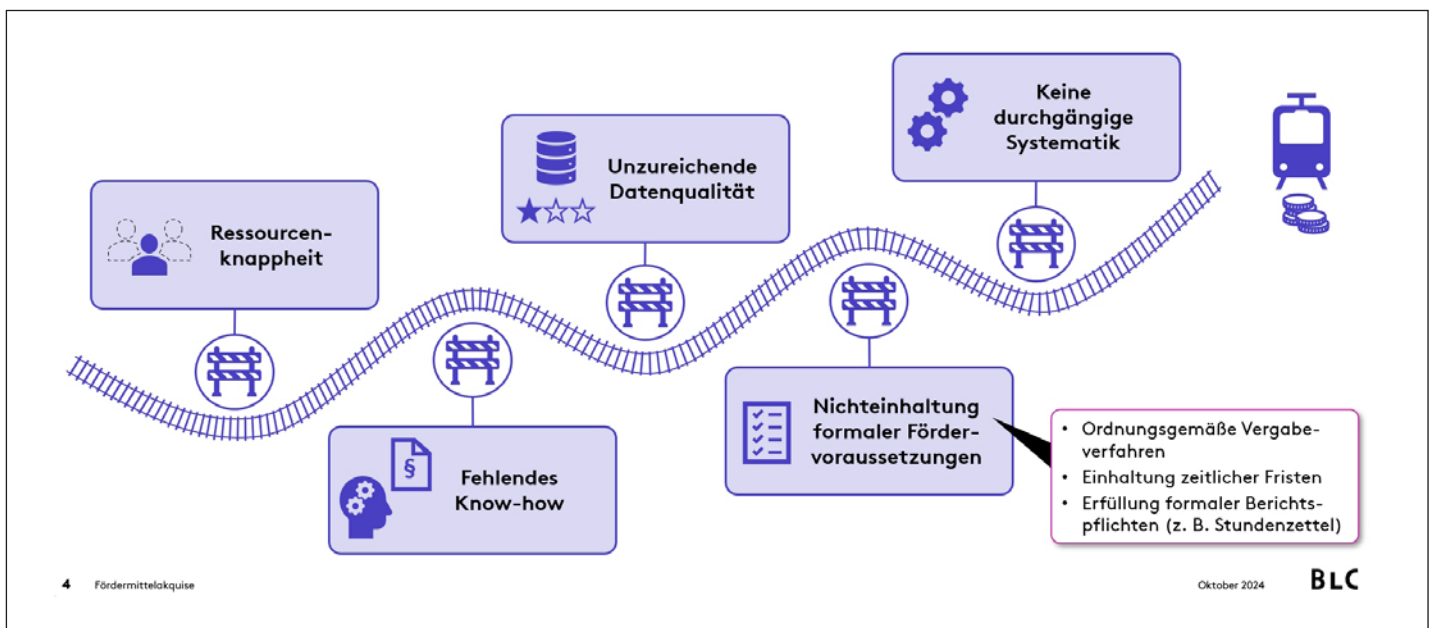 Ressourcen-
knappheit
Fehlendes
Know-how
§
Unzureichende
Datenqualität
Nichteinhaltung
formaler Förder-
voraussetzungen
• Ordnungsgemäße Vergabe-
verfahren
• Einhaltung zeitlicher Fristen
• Erfüllung formaler Berichts-
pflichten (z. B. Stundenzettel)
Keine
durchgängige
Systematik
4 Fördermittelakquise
Oktober 2024
BLC